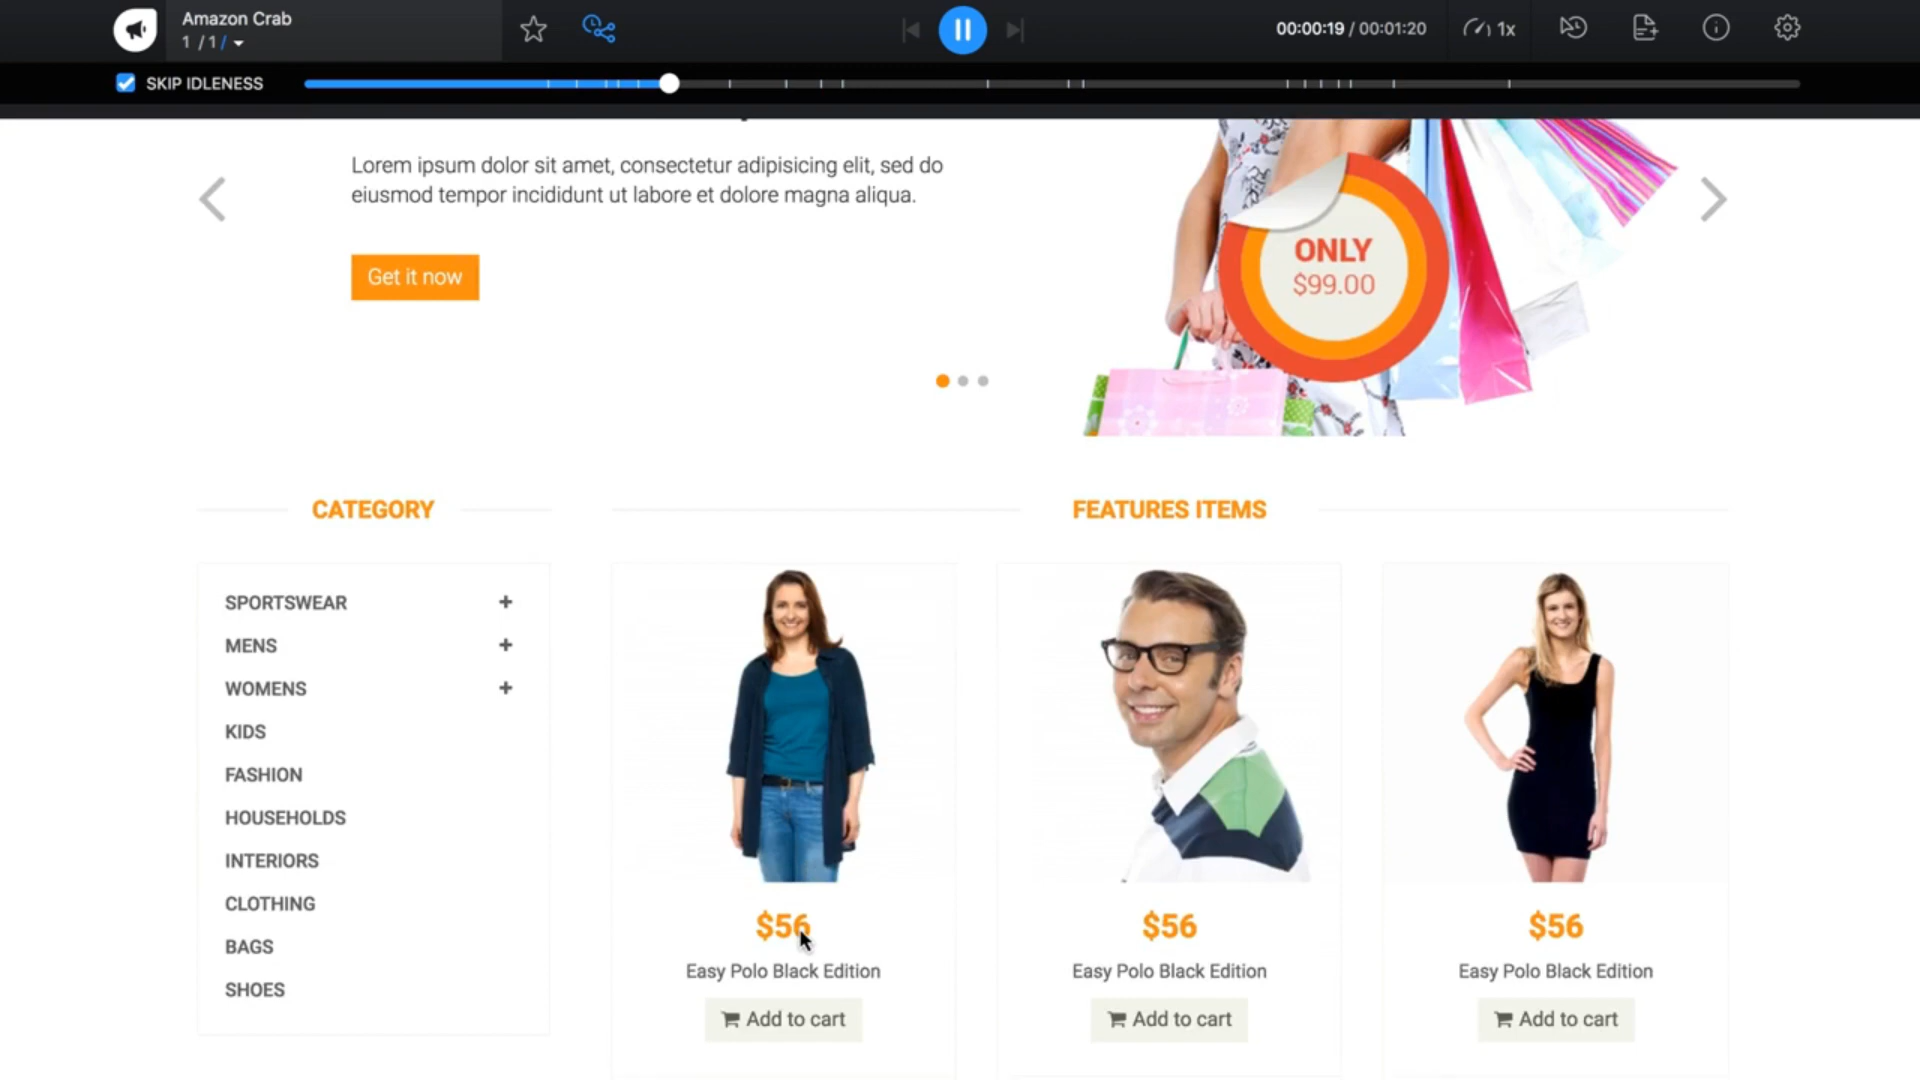 Amazon Crab
1 / 1 /
00:00:19 / 00:01:20
1x
SKIP IDLENESS
Lorem ipsum dolor sit amet, consectetur adipisicing elit, sed do
eiusmod tempor incididunt ut labore et dolore magna aliqua.
Get it now
ONLY
$99.00
CATEGORY
SPORTSWEAR +
MENS +
WOMENS +
KIDS
FASHION
HOUSEHOLDS
INTERIORS
CLOTHING
BAGS
SHOES
FEATURES ITEMS
$56
Easy Polo Black Edition
Add to cart
$56
Easy Polo Black Edition
Add to cart
$56
Easy Polo Black Edition
Add to cart